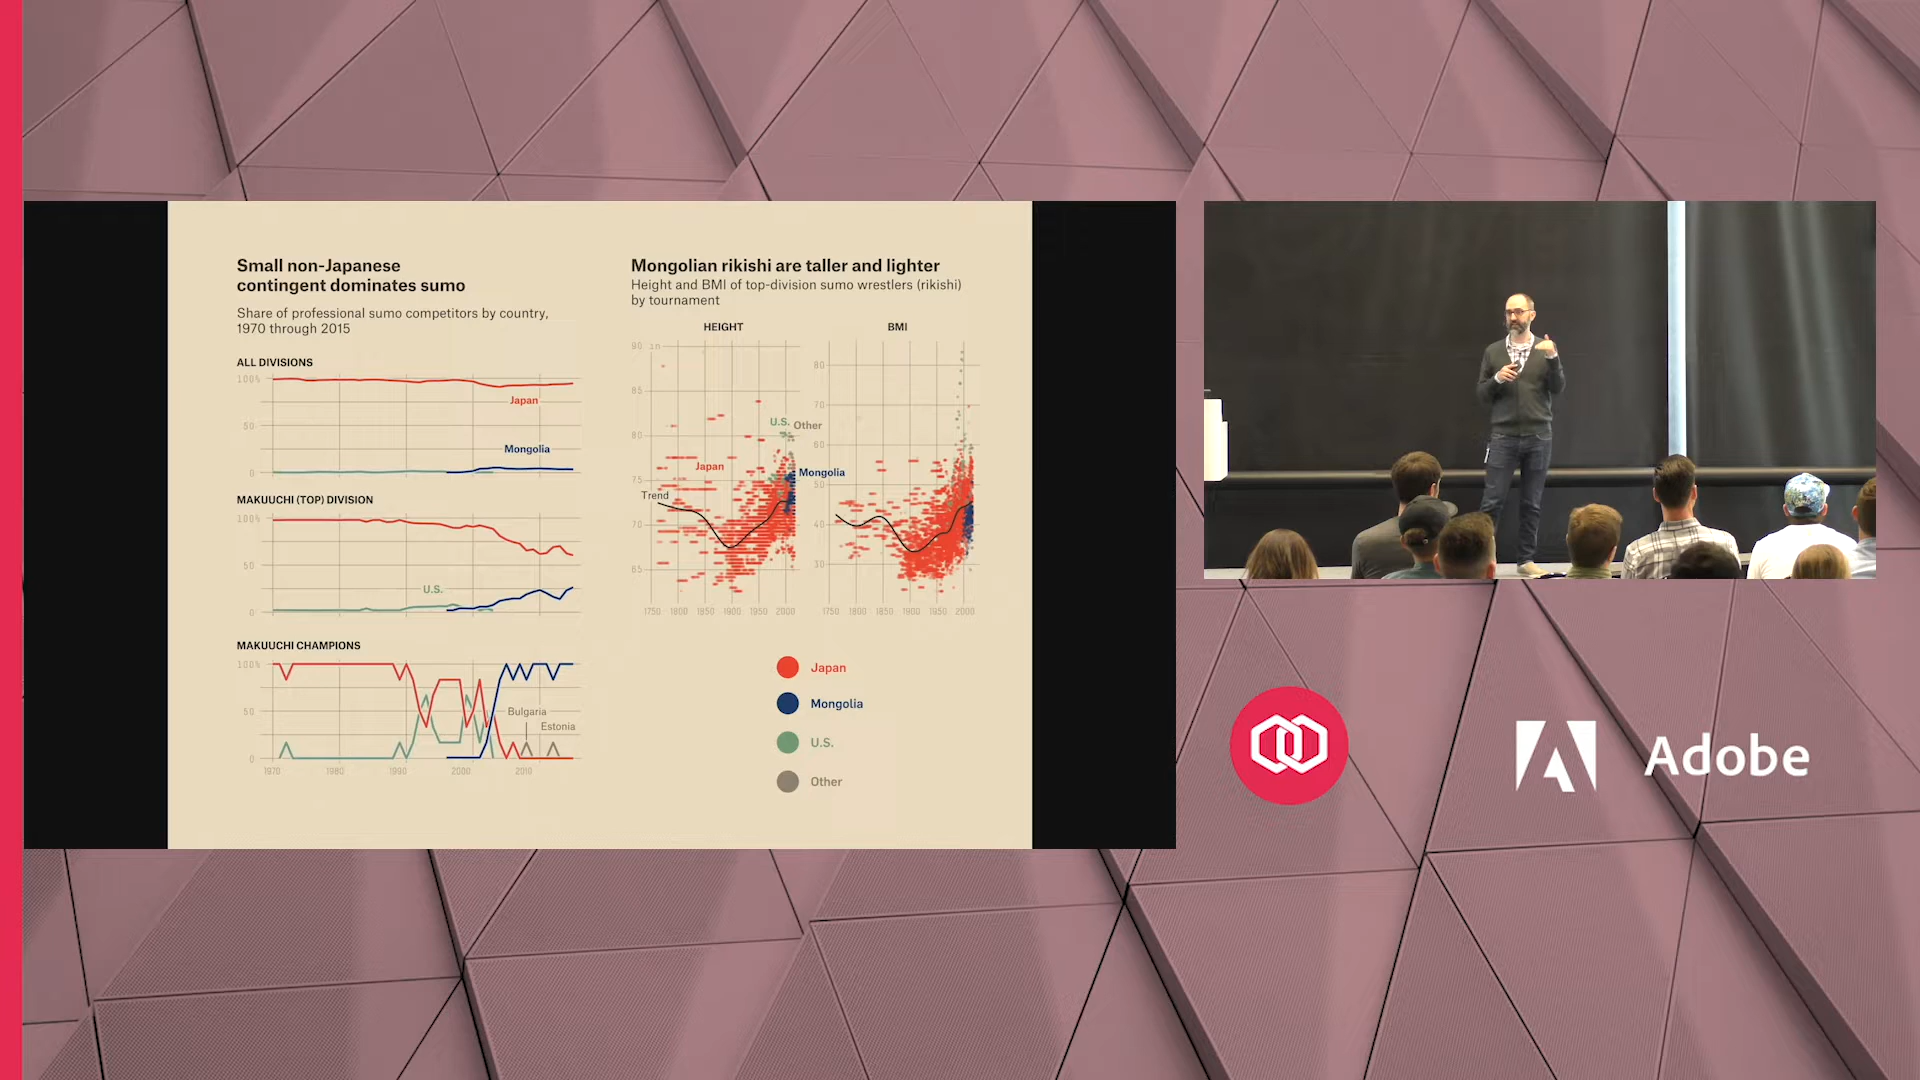 Small non-Japanese
contingent dominates sumo
Share of professional sumo competitors by country,
1970 through 2015
ALL DIVISIONS
100%
Japan
50
Mongolia
0
MAKUUCHI (TOP) DIVISION
100%
50
U.S.
0
MAKUUCHI CHAMPIONS
100%
50
Bulgaria
Estonia
0
1970 1980 1990 2000 2010
Mongolian rikishi are taller and lighter
Height and BMI of top-division sumo wrestlers (rikishi)
by tournament
HEIGHT
90 in
85
80
U.S. Other
Japan
Mongolia
75
Trend
70
65
1750 1800 1850 1900 1950 2000
BMI
80
70
60
50
40
30
1750 1800 1850 1900 1950 2000
Japan
Mongolia
U.S.
Other
Adobe